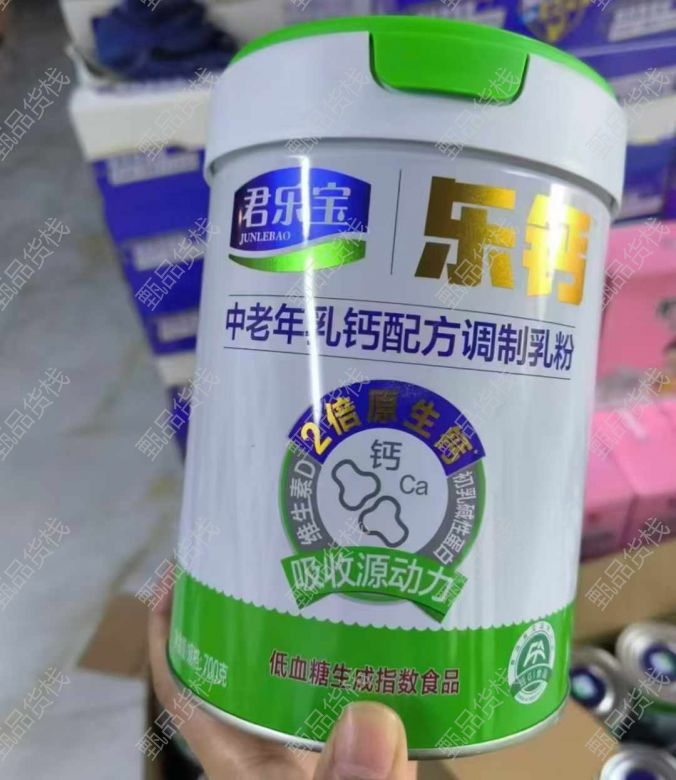 君乐宝
JUNLEBAO
乐钙
中老年乳钙配方调制乳粉
2倍原生钙
维生素D
钙
Ca
初乳碱性蛋白
吸收源动力
700克
低血糖生成指数食品
甄品货栈